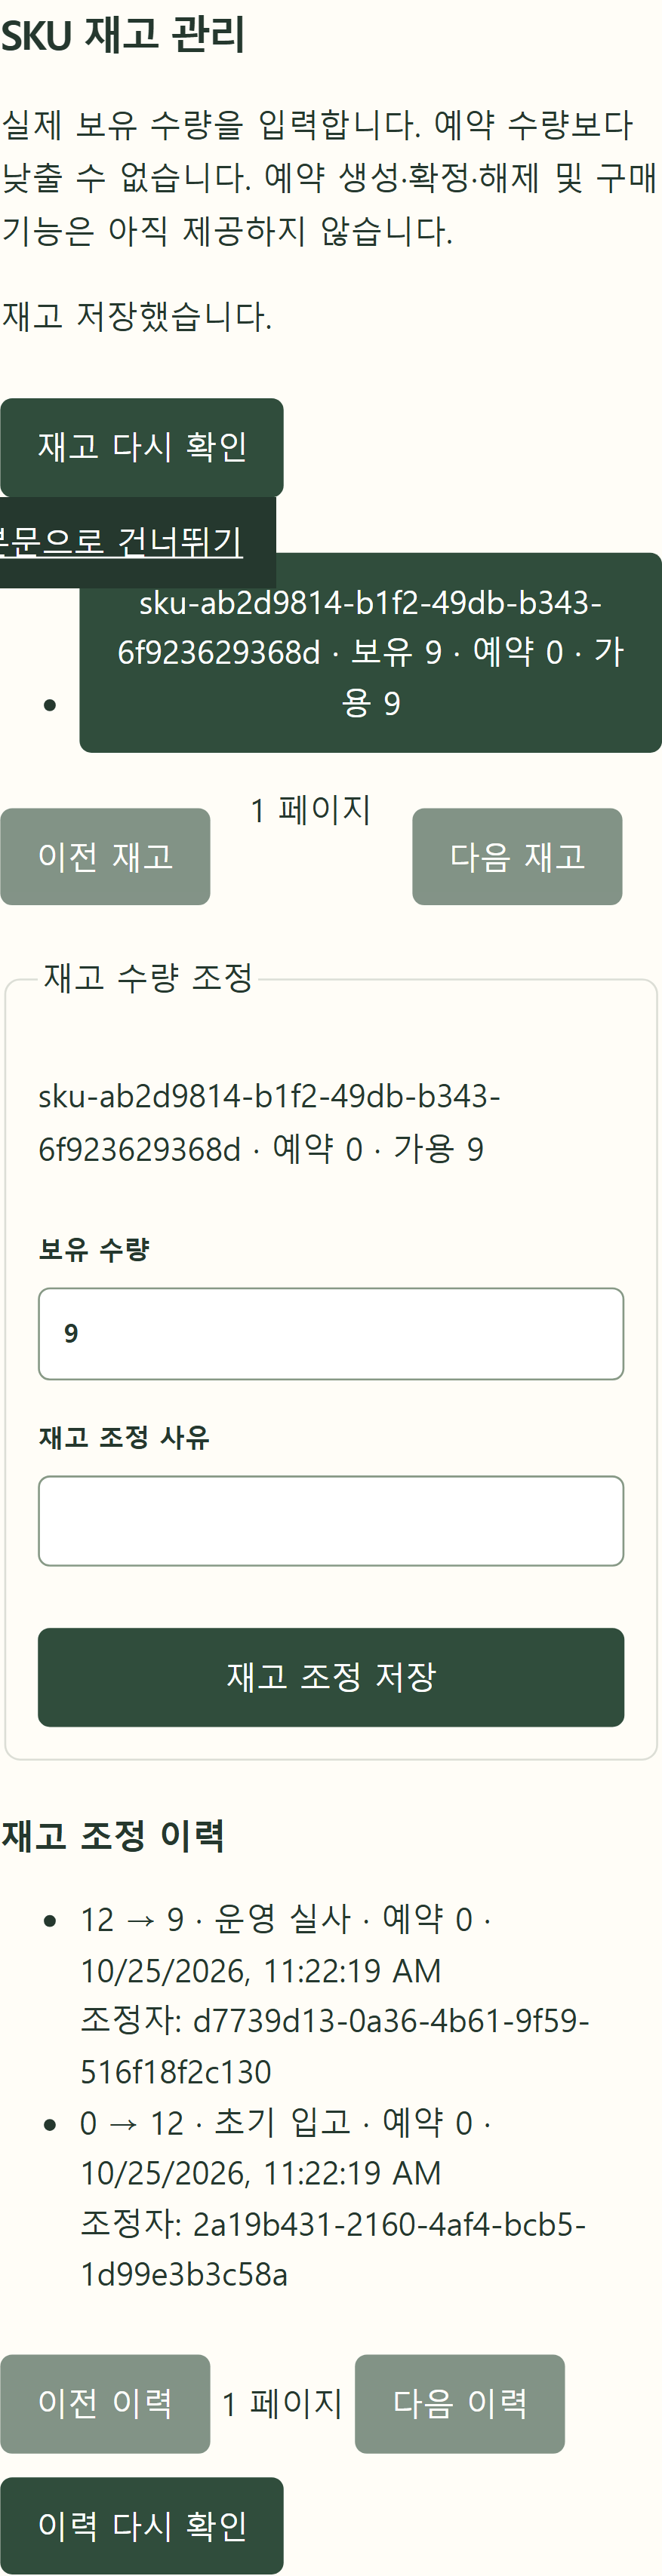 SKU 재고 관리
실제 보유 수량을 입력합니다. 예약 수량보다
낮출 수 없습니다. 예약 생성·확정·해제 및 구매
기능은 아직 제공하지 않습니다.
재고 저장했습니다.
재고 다시 확인
본문으로 건너뛰기
sku-ab2d9814-b1f2-49db-b343-
6f923629368d · 보유 9 · 예약 0 · 가
용 9
이전 재고
1 페이지
다음 재고
재고 수량 조정
sku-ab2d9814-b1f2-49db-b343-
6f923629368d · 예약 0 · 가용 9
보유 수량
9
재고 조정 사유
재고 조정 저장
재고 조정 이력
12 → 9 · 운영 실사 · 예약 0 ·
10/25/2026, 11:22:19 AM
조정자: d7739d13-0a36-4b61-9f59-
516f18f2c130
0 → 12 · 초기 입고 · 예약 0 ·
10/25/2026, 11:22:19 AM
조정자: 2a19b431-2160-4af4-bcb5-
1d99e3b3c58a
이전 이력
1 페이지
다음 이력
이력 다시 확인